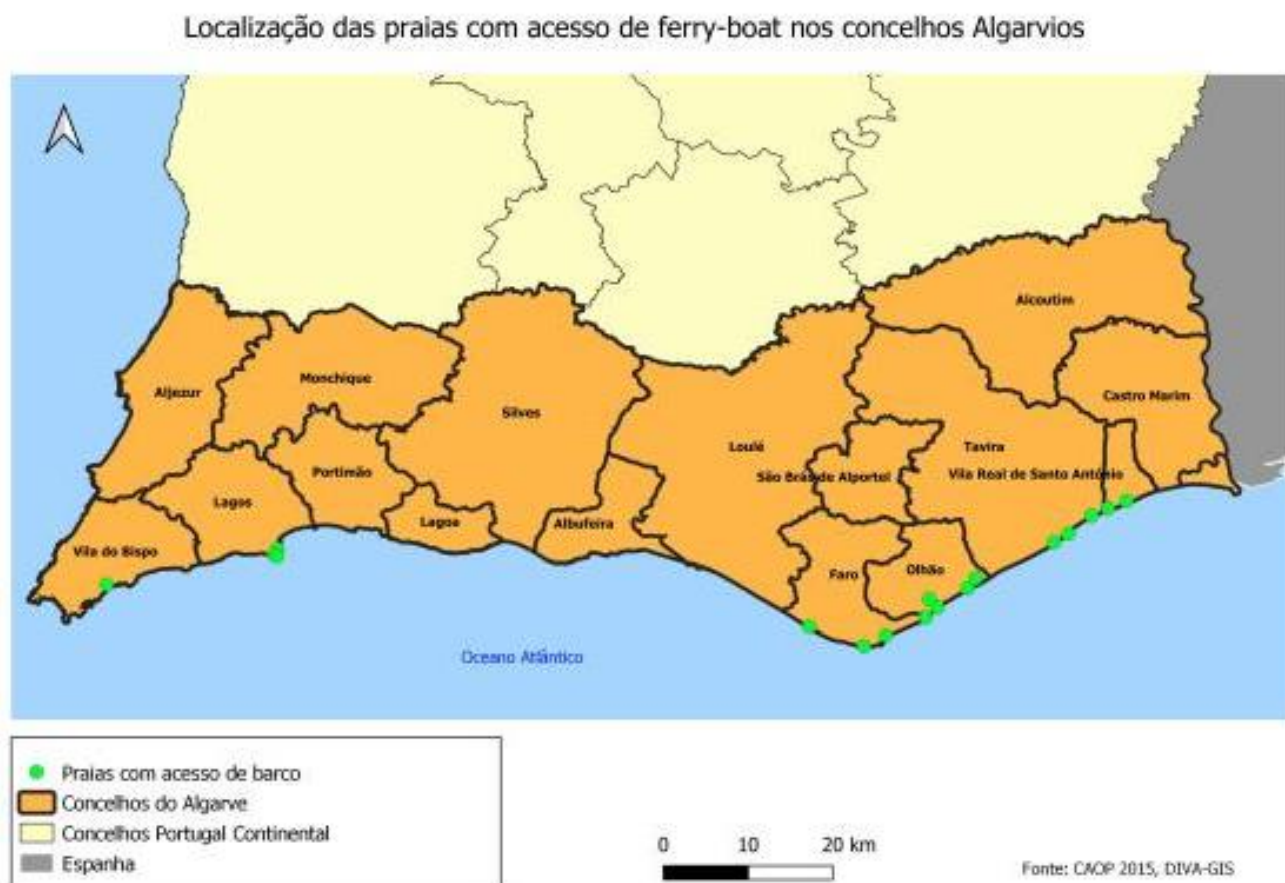 Localização das praias com acesso de ferry-boat nos concelhos Algarvios
Alcoutim
Aljezur
Monchique
Castro Marim
Silves
Loulé
Tavira
Portimão
São Brás de Alportel
Vila Real de Santo António
Lagos
Lagoa
Albufeira
Vila do Bispo
Faro
Olhão
Oceano Atlântico
Praias com acesso de barco
Concelhos do Algarve
Concelhos Portugal Continental
Espanha
0 10 20 km
Fonte: CAOP 2015, DIVA-GIS